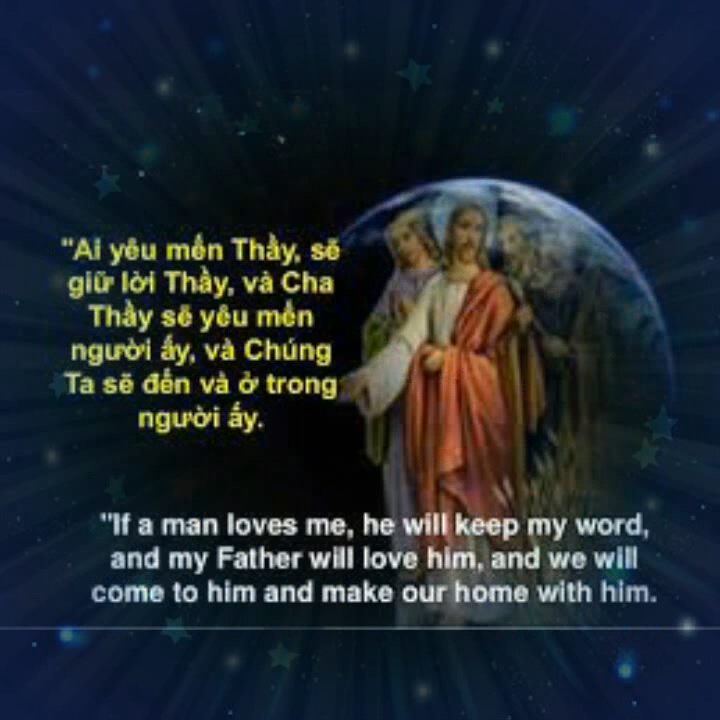 "Ai yêu mến Thầy, sẽ
giữ lời Thầy, và Cha
Thầy sẽ yêu mến
người ấy, và Chúng
Ta sẽ đến và ở trong
người ấy.
"If a man loves me, he will keep my word,
and my Father will love him, and we will
come to him and make our home with him.